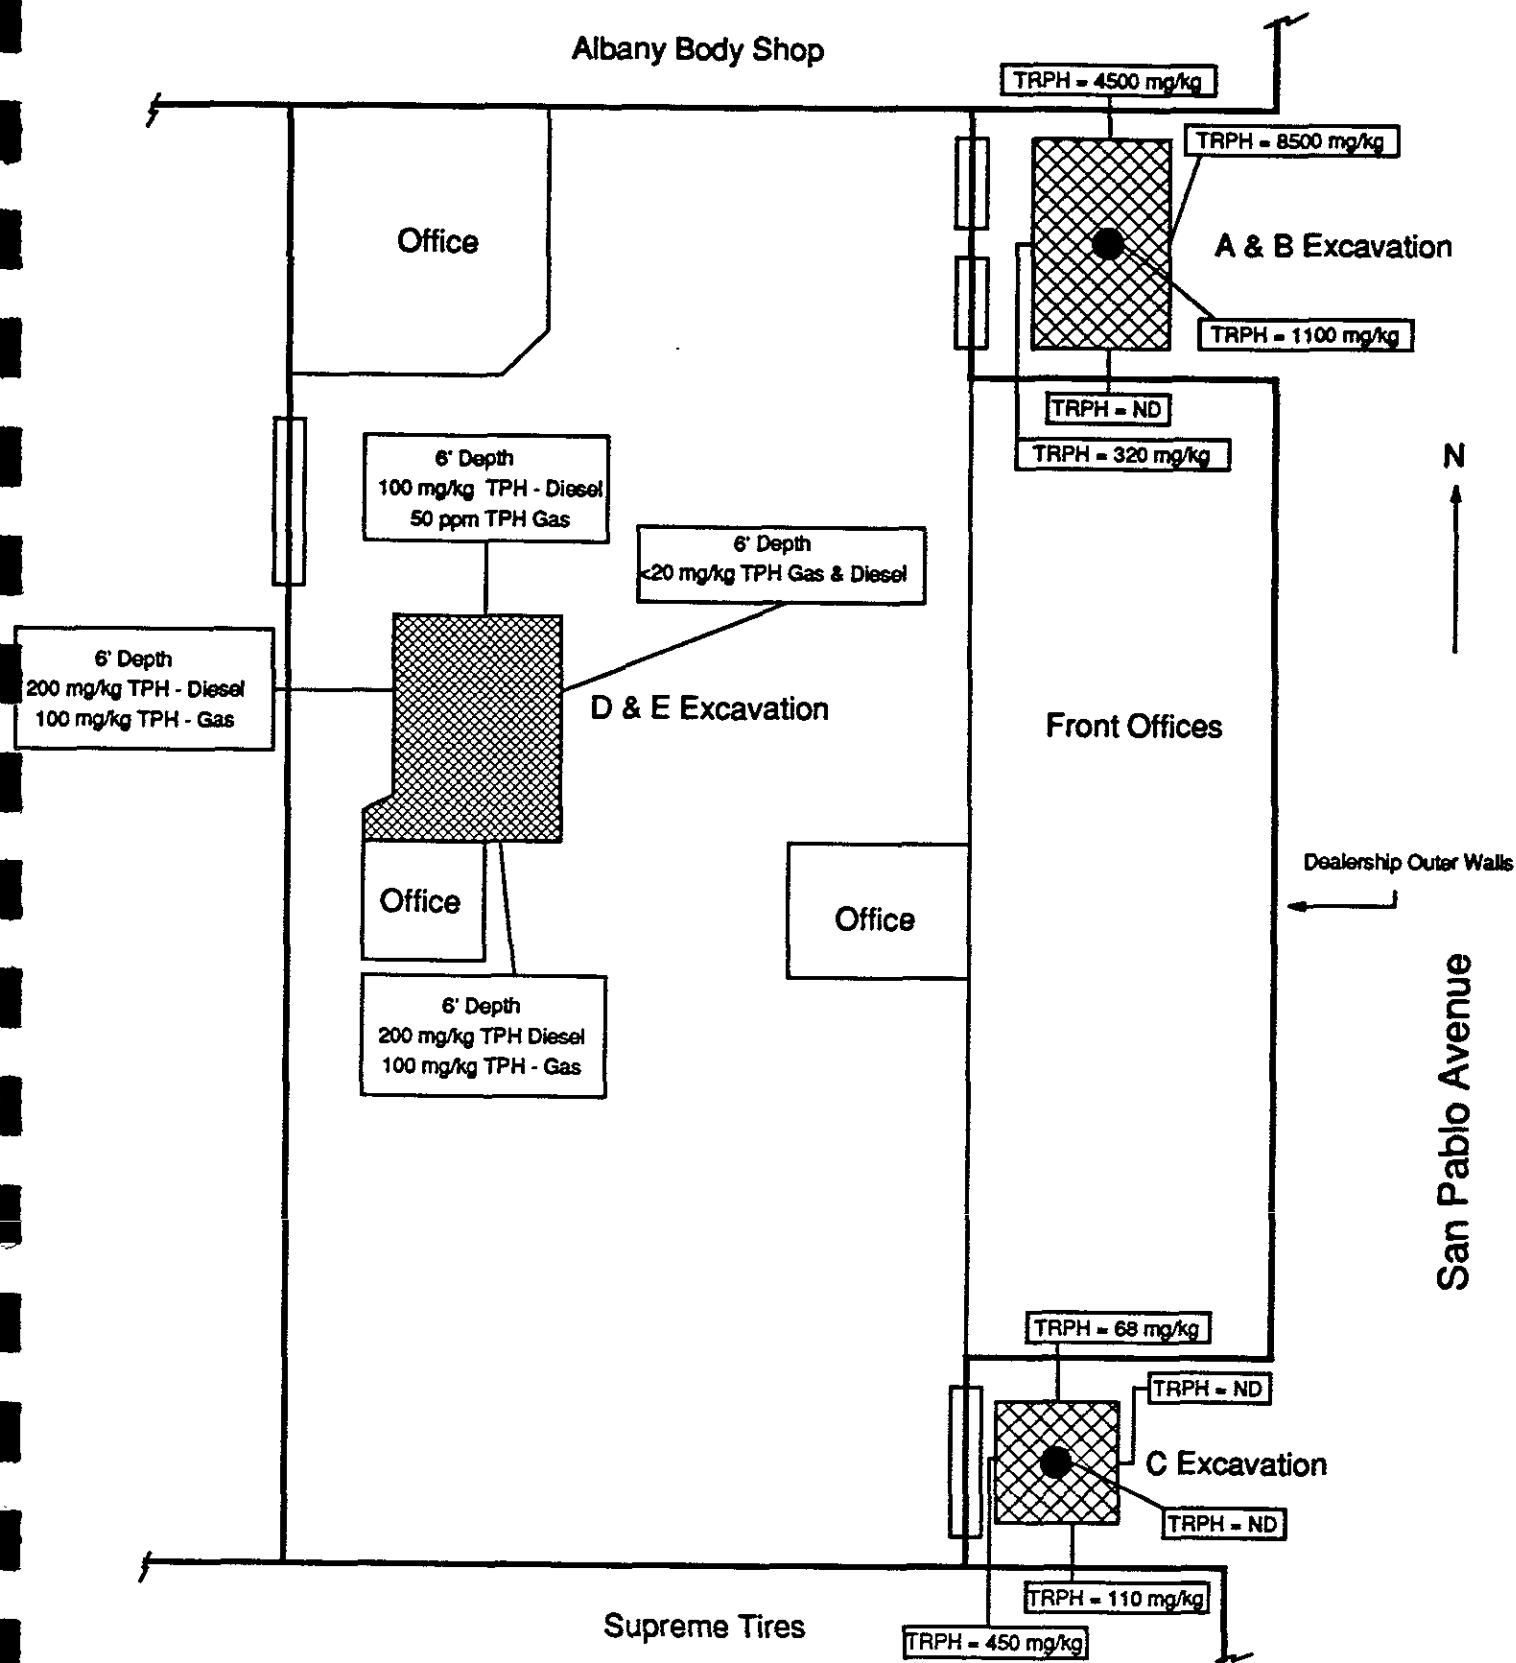 Albany Body Shop
TRPH = 4500 mg/kg
TRPH = 8500 mg/kg
Office
A & B Excavation
TRPH = 1100 mg/kg
TRPH = ND
TRPH = 320 mg/kg
N
6' Depth
100 mg/kg TPH - Diesel
50 ppm TPH Gas
6' Depth
<20 mg/kg TPH Gas & Diesel
6' Depth
200 mg/kg TPH - Diesel
100 mg/kg TPH - Gas
D & E Excavation
Front Offices
Dealership Outer Walls
Office
Office
San Pablo Avenue
6' Depth
200 mg/kg TPH Diesel
100 mg/kg TPH - Gas
TRPH = 68 mg/kg
TRPH = ND
C Excavation
TRPH = ND
TRPH = 110 mg/kg
Supreme Tires
TRPH = 450 mg/kg